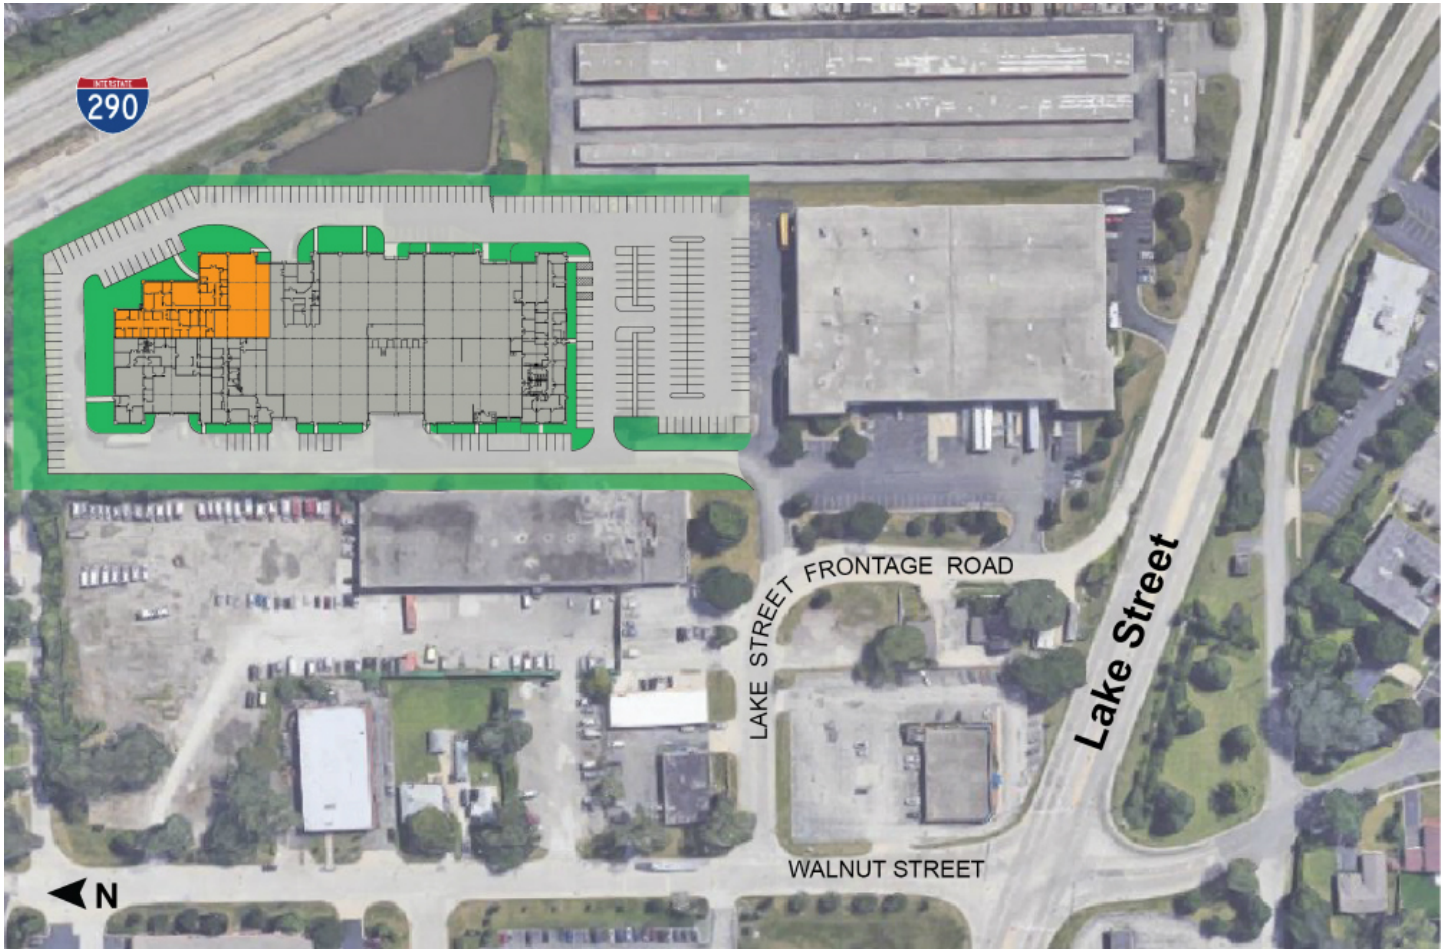 INTERSTATE
290
LAKE STREET FRONTAGE ROAD
Lake Street
WALNUT STREET
N